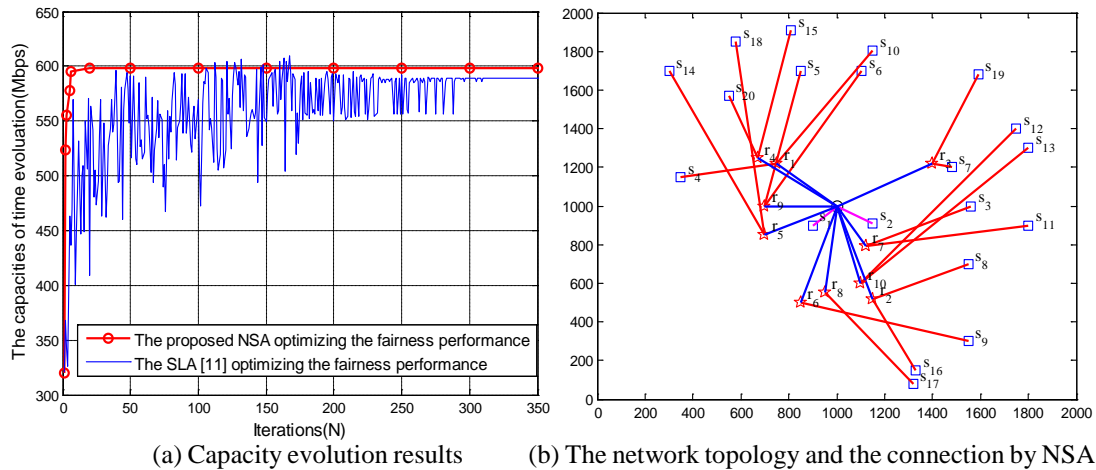 The capacities of time evoluation(Mbps)
650
600
550
500
450
400
350
300
0
50
100
150
200
250
300
350
The proposed NSA optimizing the fairness performance
The SLA [11] optimizing the fairness performance
Iterations(N)
(a) Capacity evolution results
2000
1800
1600
1400
1200
1000
800
600
400
200
0
0
200
400
600
800
1000
1200
1400
1600
1800
2000
s15
s18
s10
s14
s5
s6
s19
s20
s12
s13
r4
r1
r3
s7
s4
r9
s3
s1
s2
s11
r5
r7
s8
r10
r8
r2
r6
s9
s16
s17
(b) The network topology and the connection by NSA